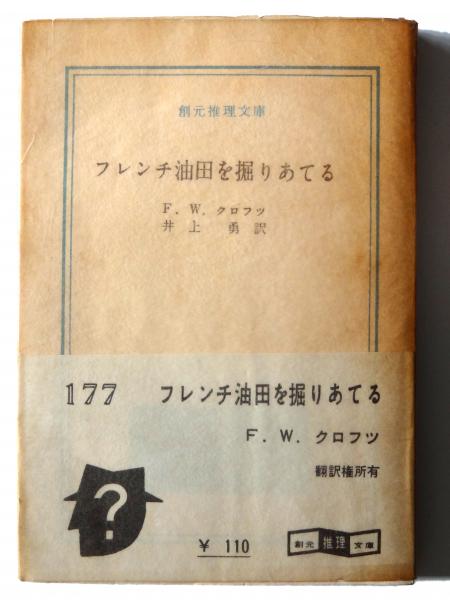 創元推理文庫
フレンチ油田を掘りあてる
F. W. クロフツ
井上 勇 訳
177 フレンチ油田を掘りあてる
F. W. クロフツ
翻訳権所有
?
¥ 110
創元 推理 文庫